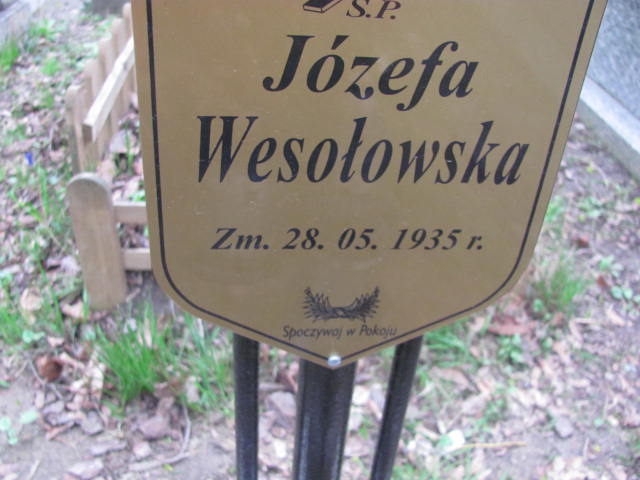 S.P.
Józefa
Wesołowska
Zm. 28. 05. 1935 r.
Spoczywaj w Pokoju